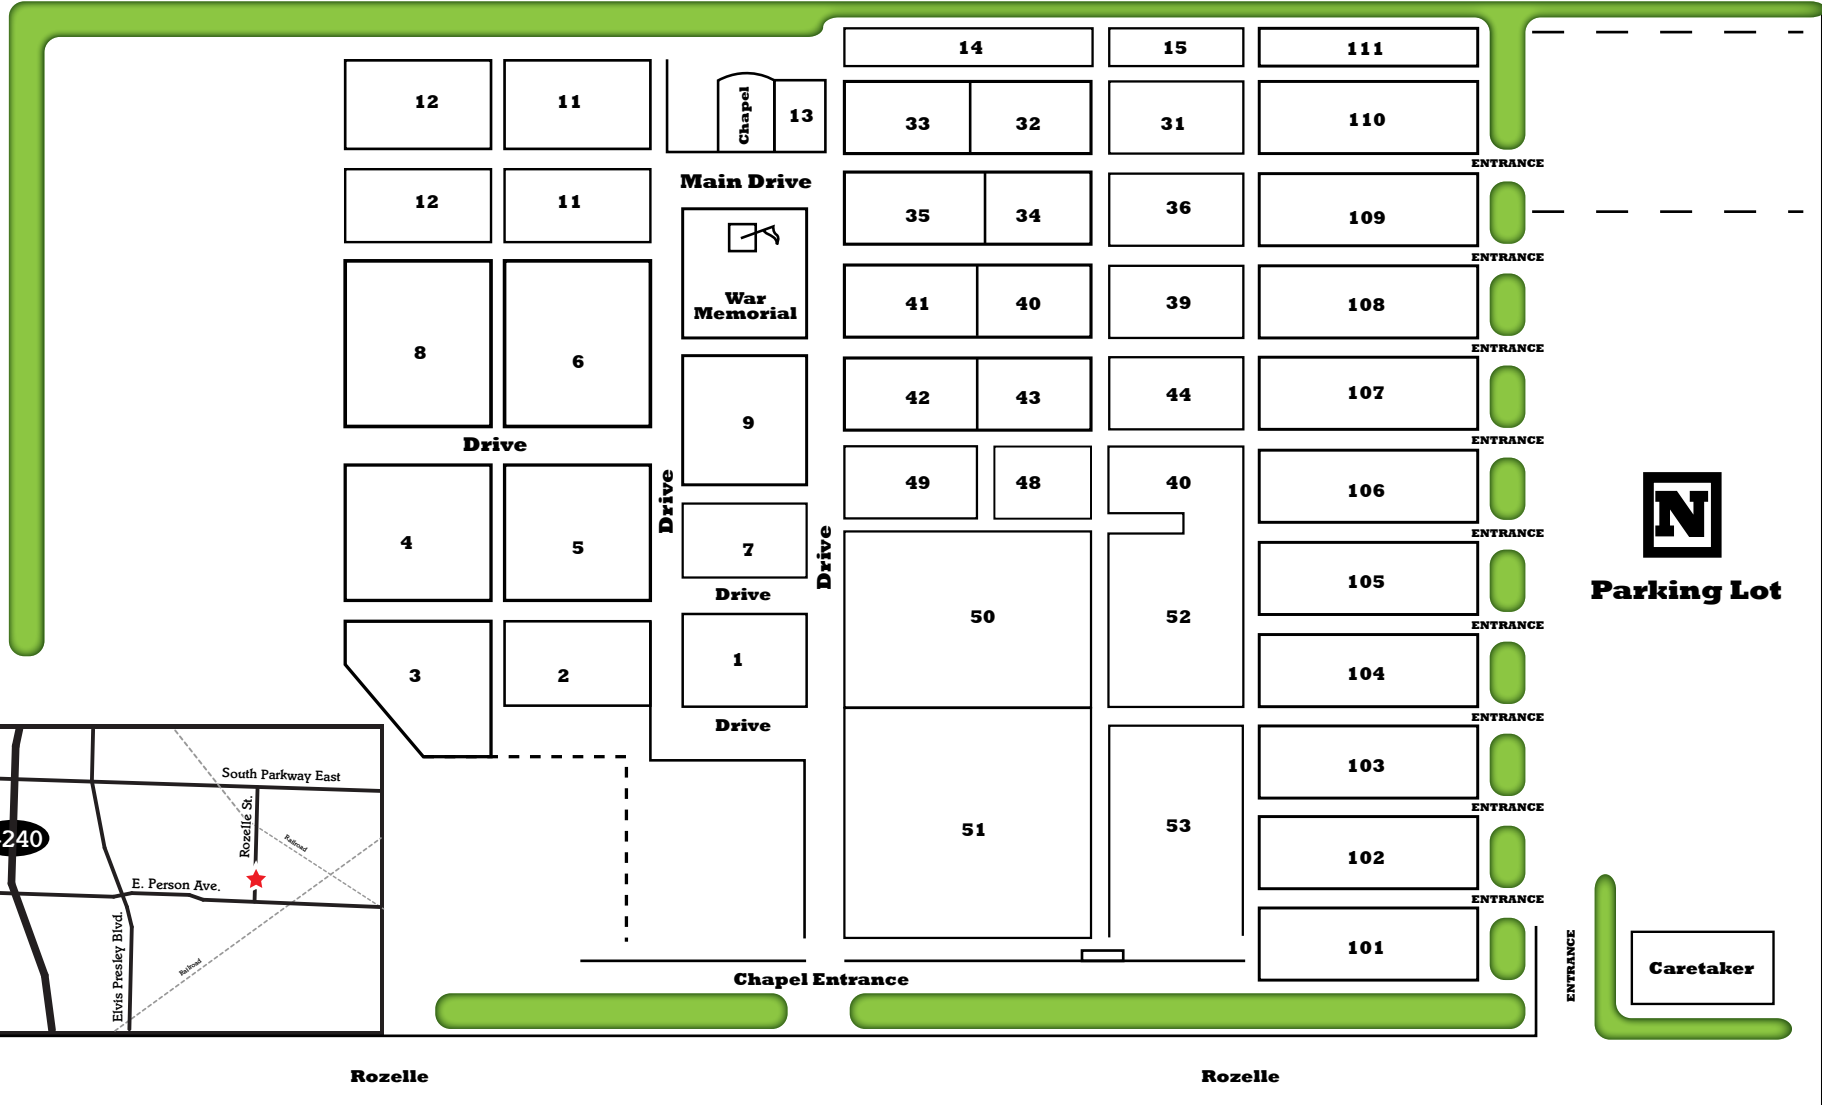 14
15
111
12
11
Chapel
13
33
32
31
110
ENTRANCE
Main Drive
12
11
35
34
36
109
ENTRANCE
War
Memorial
41
40
39
108
ENTRANCE
8
6
9
42
43
44
107
ENTRANCE
Drive
Drive
49
48
40
106
ENTRANCE
4
5
7
Drive
Drive
50
52
105
ENTRANCE
N
Parking Lot
3
2
1
104
ENTRANCE
Drive
103
ENTRANCE
51
53
102
ENTRANCE
101
ENTRANCE
Caretaker
Chapel Entrance
South Parkway East
Rozelle St.
Railroad
240
E. Person Ave.
Elvis Presley Blvd.
Railroad
Rozelle
Rozelle